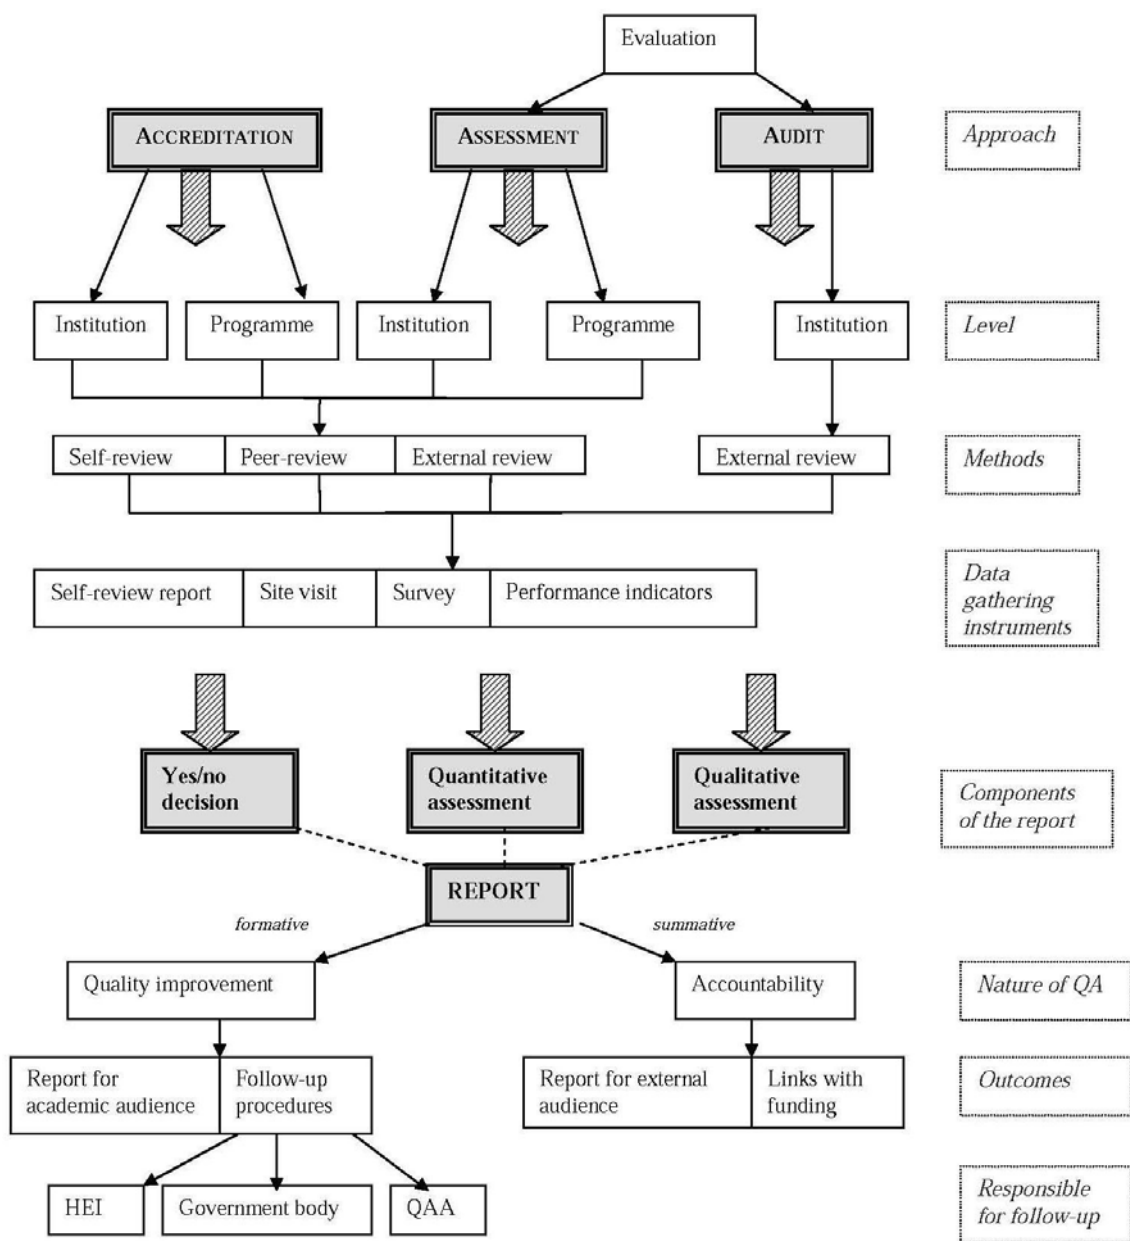 Evaluation
ACCREDITATION
ASSESSMENT
AUDIT
Approach
Institution
Programme
Institution
Programme
Institution
Level
Self-review
Peer-review
External review
External review
Methods
Self-review report
Site visit
Survey
Performance indicators
Data
gathering
instruments
Yes/no
decision
Quantitative
assessment
Qualitative
assessment
Components
of the report
REPORT
formative
summative
Quality improvement
Accountability
Nature of QA
Report for
academic audience
Follow-up
procedures
Report for external
audience
Links with
funding
Outcomes
HEI
Government body
QAA
Responsible
for follow-up